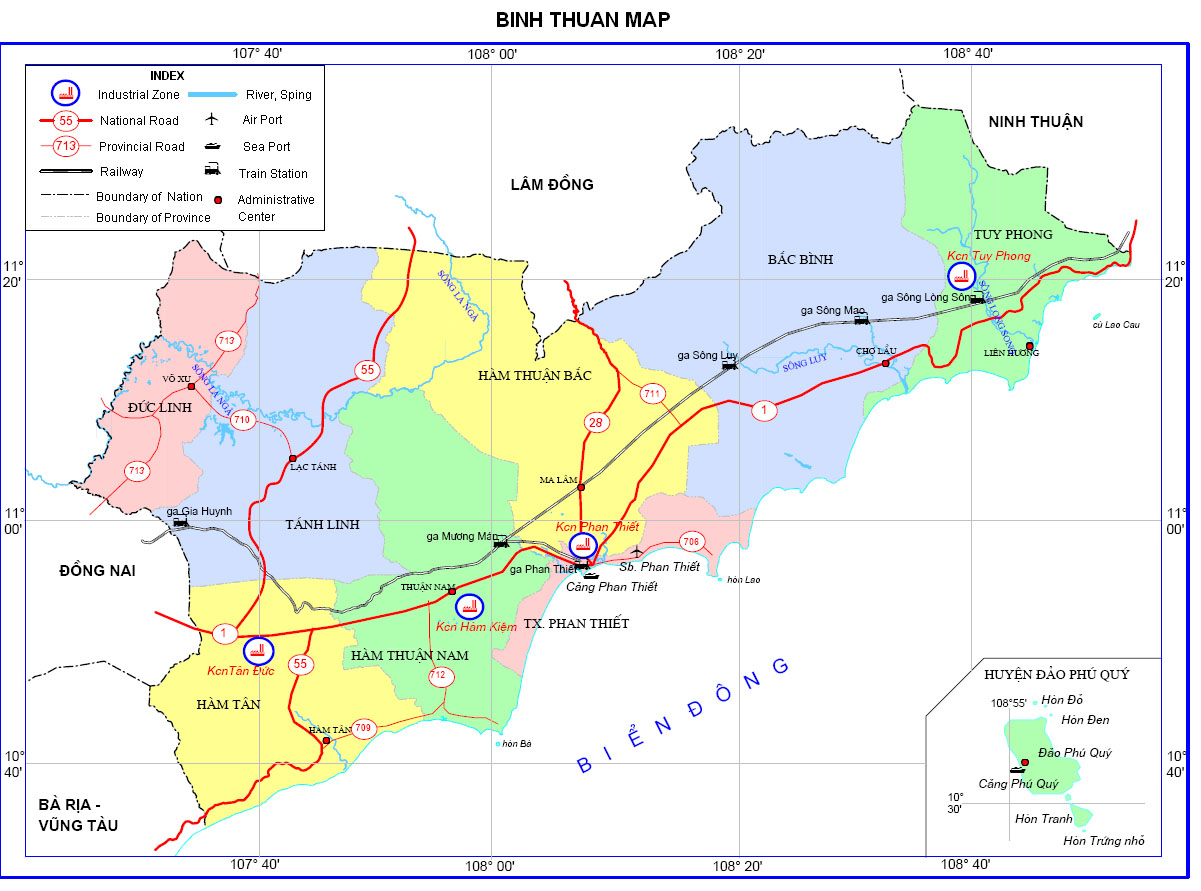 BINH THUAN MAP
107° 40'
108° 00'
108° 20'
108° 40'
INDEX
Industrial Zone
River, Sping
55
National Road
Air Port
713
Provincial Road
Sea Port
Railway
Train Station
Boundary of Nation
Administrative
Center
Boundary of Province
NINH THUẬN
LÂM ĐỒNG
TUY PHONG
Kcn Tuy Phong
BẮC BÌNH
11°
20'
11°
20'
SÔNG LA NGÀ
ga Sông Lòng Sông
SÔNG LONG SONG
ga Sông Mao
cù Lao Cau
LIÊN HƯƠNG
CHỢ LẦU
ga Sông Luỹ
SÔNG LUY
713
55
VÕ XU
SÔNG LA NGÀ
ĐỨC LINH
HÀM THUẬN BẮC
711
1
28
710
713
LẠC TÁNH
MA LÂM
ga Gia Huynh
TÁNH LINH
11°
00'
11°
00'
Kcn Phan Thiết
ga Mương Mán
706
ga Phan Thiết
Sb. Phan Thiết
hòn Lao
Cảng Phan Thiết
ĐỒNG NAI
THUẬN NAM
Kcn Hàm Kiệm
TX. PHAN THIẾT
1
55
KcnTân Đức
HÀM THUẬN NAM
712
HÀM TÂN
HÀM TÂN
709
hòn Bà
BIỂN ĐÔNG
10°
40'
10°
40'
BÀ RỊA -
VŨNG TÀU
HUYỆN ĐẢO PHÚ QUÝ
108°55'
Hòn Đỏ
Hòn Đen
Đảo Phú Quý
Cảng Phú Quý
10°
30'
Hòn Tranh
Hòn Trứng nhỏ
107° 40'
108° 00'
108° 20'
108° 40'